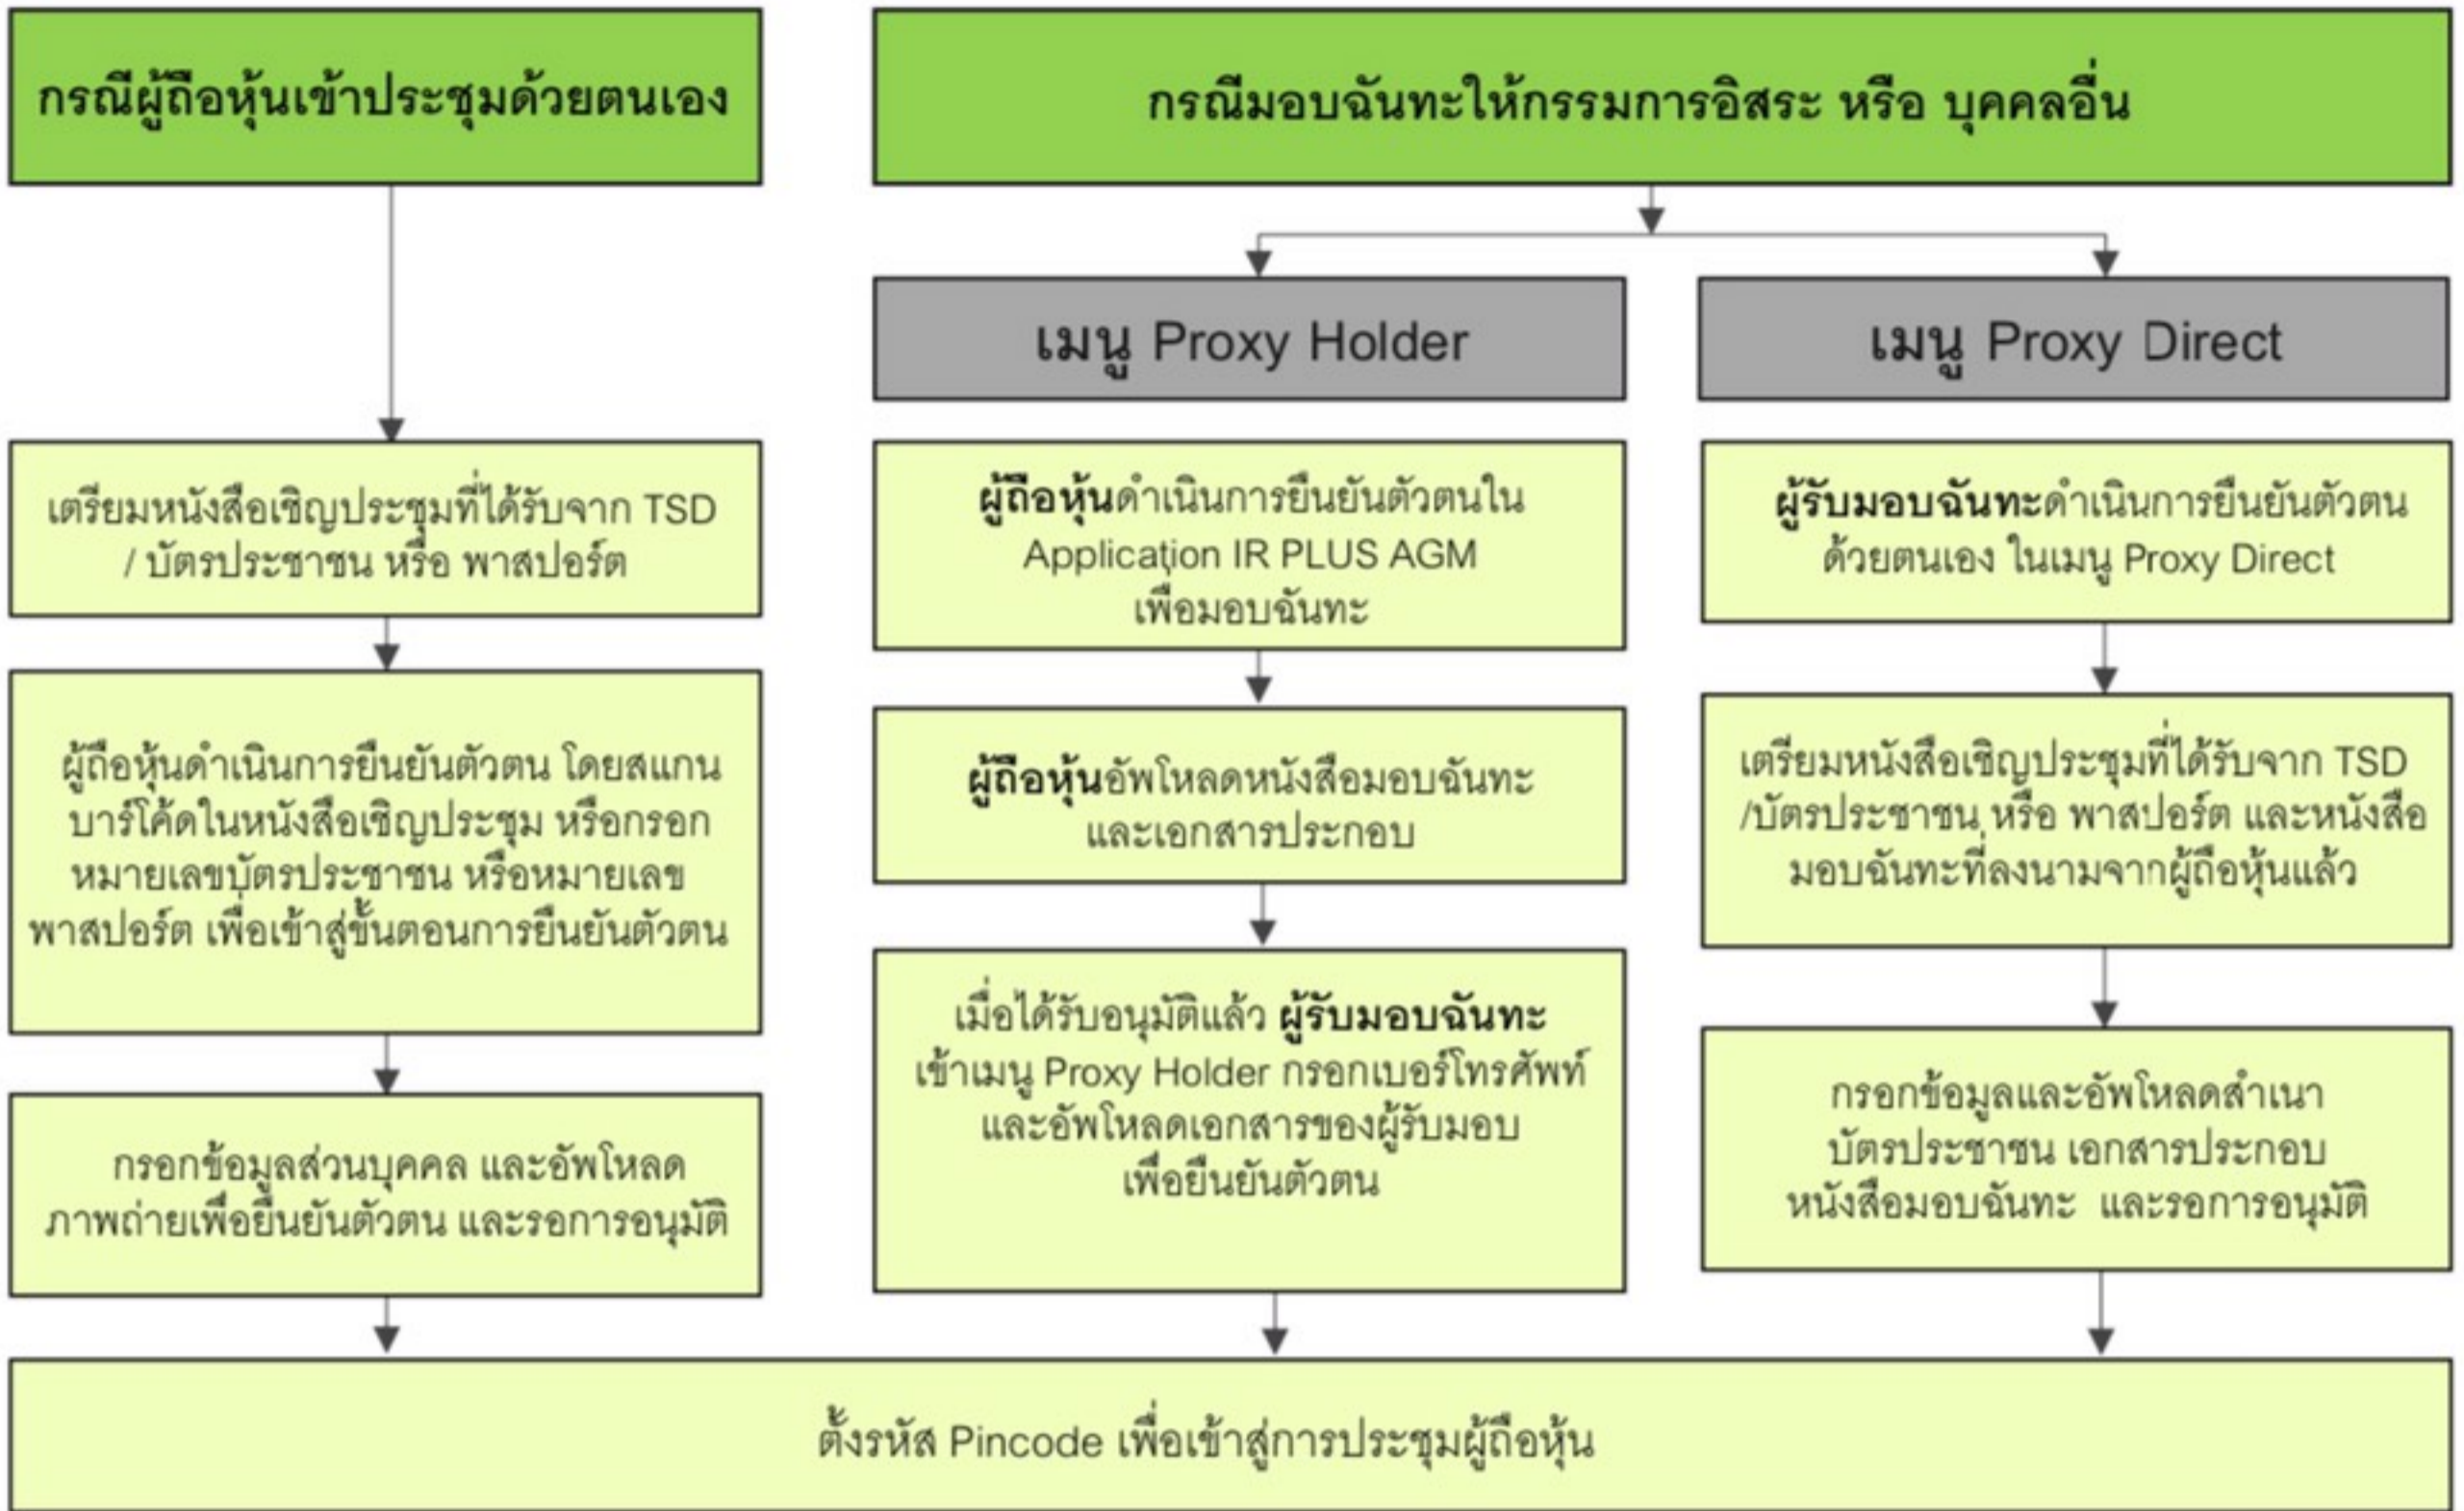 กรณีผู้ถือหุ้นเข้าประชุมด้วยตนเอง
เตรียมหนังสือเชิญประชุมที่ได้รับจาก TSD
/ บัตรประชาชน หรือ พาสปอร์ต
ผู้ถือหุ้นดำเนินการยืนยันตัวตน โดยสแกน
บาร์โค้ดในหนังสือเชิญประชุม หรือกรอก
หมายเลขบัตรประชาชน หรือหมายเลข
พาสปอร์ต เพื่อเข้าสู่ขั้นตอนการยืนยันตัวตน
กรอกข้อมูลส่วนบุคคล และอัพโหลด
ภาพถ่ายเพื่อยืนยันตัวตน และรอการอนุมัติ
กรณีมอบฉันทะให้กรรมการอิสระ หรือ บุคคลอื่น
เมนู Proxy Holder
ผู้ถือหุ้นดำเนินการยืนยันตัวตนใน
Application IR PLUS AGM
เพื่อมอบฉันทะ
ผู้ถือหุ้นอัพโหลดหนังสือมอบฉันทะ
และเอกสารประกอบ
เมื่อได้รับอนุมัติแล้ว ผู้รับมอบฉันทะ
เข้าเมนู Proxy Holder กรอกเบอร์โทรศัพท์
และอัพโหลดเอกสารของผู้รับมอบ
เพื่อยืนยันตัวตน
เมนู Proxy Direct
ผู้รับมอบฉันทะดำเนินการยืนยันตัวตน
ด้วยตนเอง ในเมนู Proxy Direct
เตรียมหนังสือเชิญประชุมที่ได้รับจาก TSD
/บัตรประชาชน หรือ พาสปอร์ต และหนังสือ
มอบฉันทะที่ลงนามจากผู้ถือหุ้นแล้ว
กรอกข้อมูลและอัพโหลดสำเนา
บัตรประชาชน เอกสารประกอบ
หนังสือมอบฉันทะ และรอการอนุมัติ
ตั้งรหัส Pincode เพื่อเข้าสู่การประชุมผู้ถือหุ้น